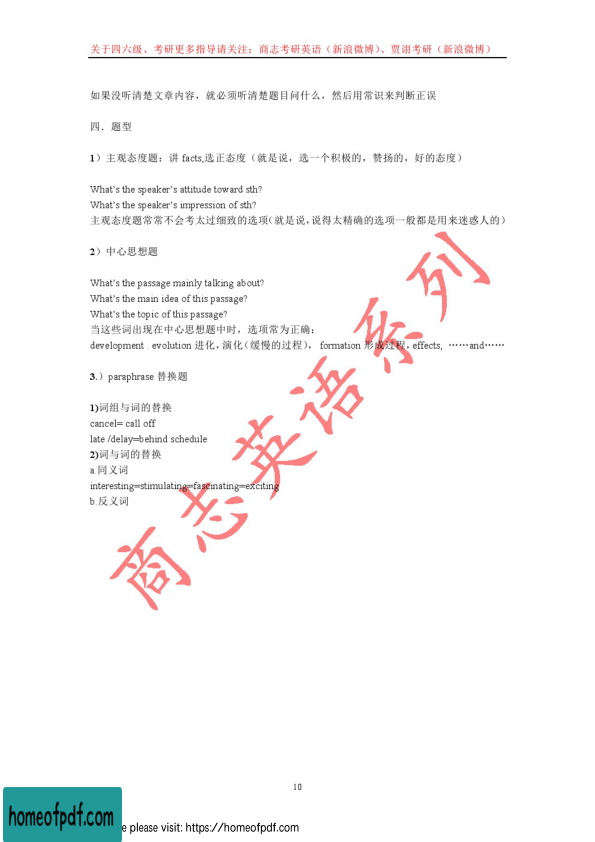 关于四六级、考研更多指导请关注：商志考研英语（新浪微博）、贾诩考研（新浪微博）
如果没听清楚文章内容，就必须听清楚题目问什么，然后用常识来判断正误
四．题型
1）主观态度题：讲 facts,选正态度（就是说，选一个积极的，赞扬的，好的态度）
What's the speaker's attitude toward sth?
What's the speaker's impression of sth?
主观态度题常常不会考太过细致的选项（就是说，说得太精确的选项一般都是用来迷惑人的）
2）中心思想题
What's the passage mainly talking about?
What's the main idea of this passage?
What's the topic of this passage?
当这些词出现在中心思想题中时，选项常为正确：
development . evolution 进化，演化（缓慢的过程）， formation 形成过程，effects, ……and……
3.）paraphrase 替换题
1)词组与词的替换
cancel= call off
late /delay=behind schedule
2)词与词的替换
a.同义词
interesting=stimulating=fascinating=exciting
b.反义词
商志英语系列
10
homeofpdf.com
e please visit: https://homeofpdf.com